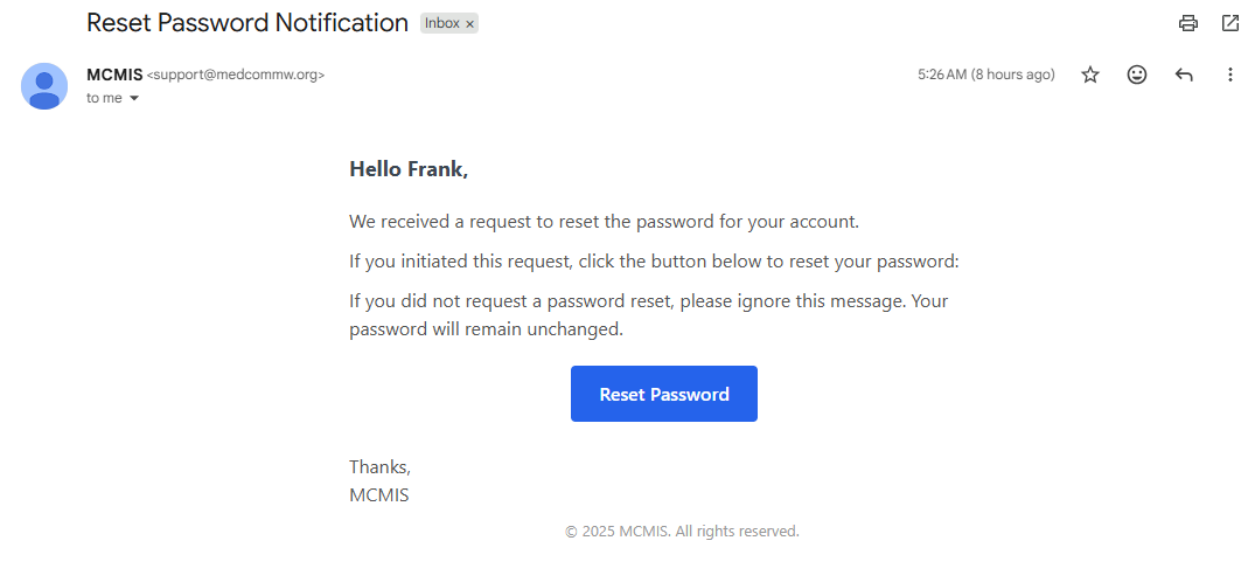 Reset Password Notification Inbox ×
MCMIS <support@medcommw.org> 5:26 AM (8 hours ago)
to me
Hello Frank,
We received a request to reset the password for your account.
If you initiated this request, click the button below to reset your password:
If you did not request a password reset, please ignore this message. Your
password will remain unchanged.
Reset Password
Thanks,
MCMIS
© 2025 MCMIS. All rights reserved.